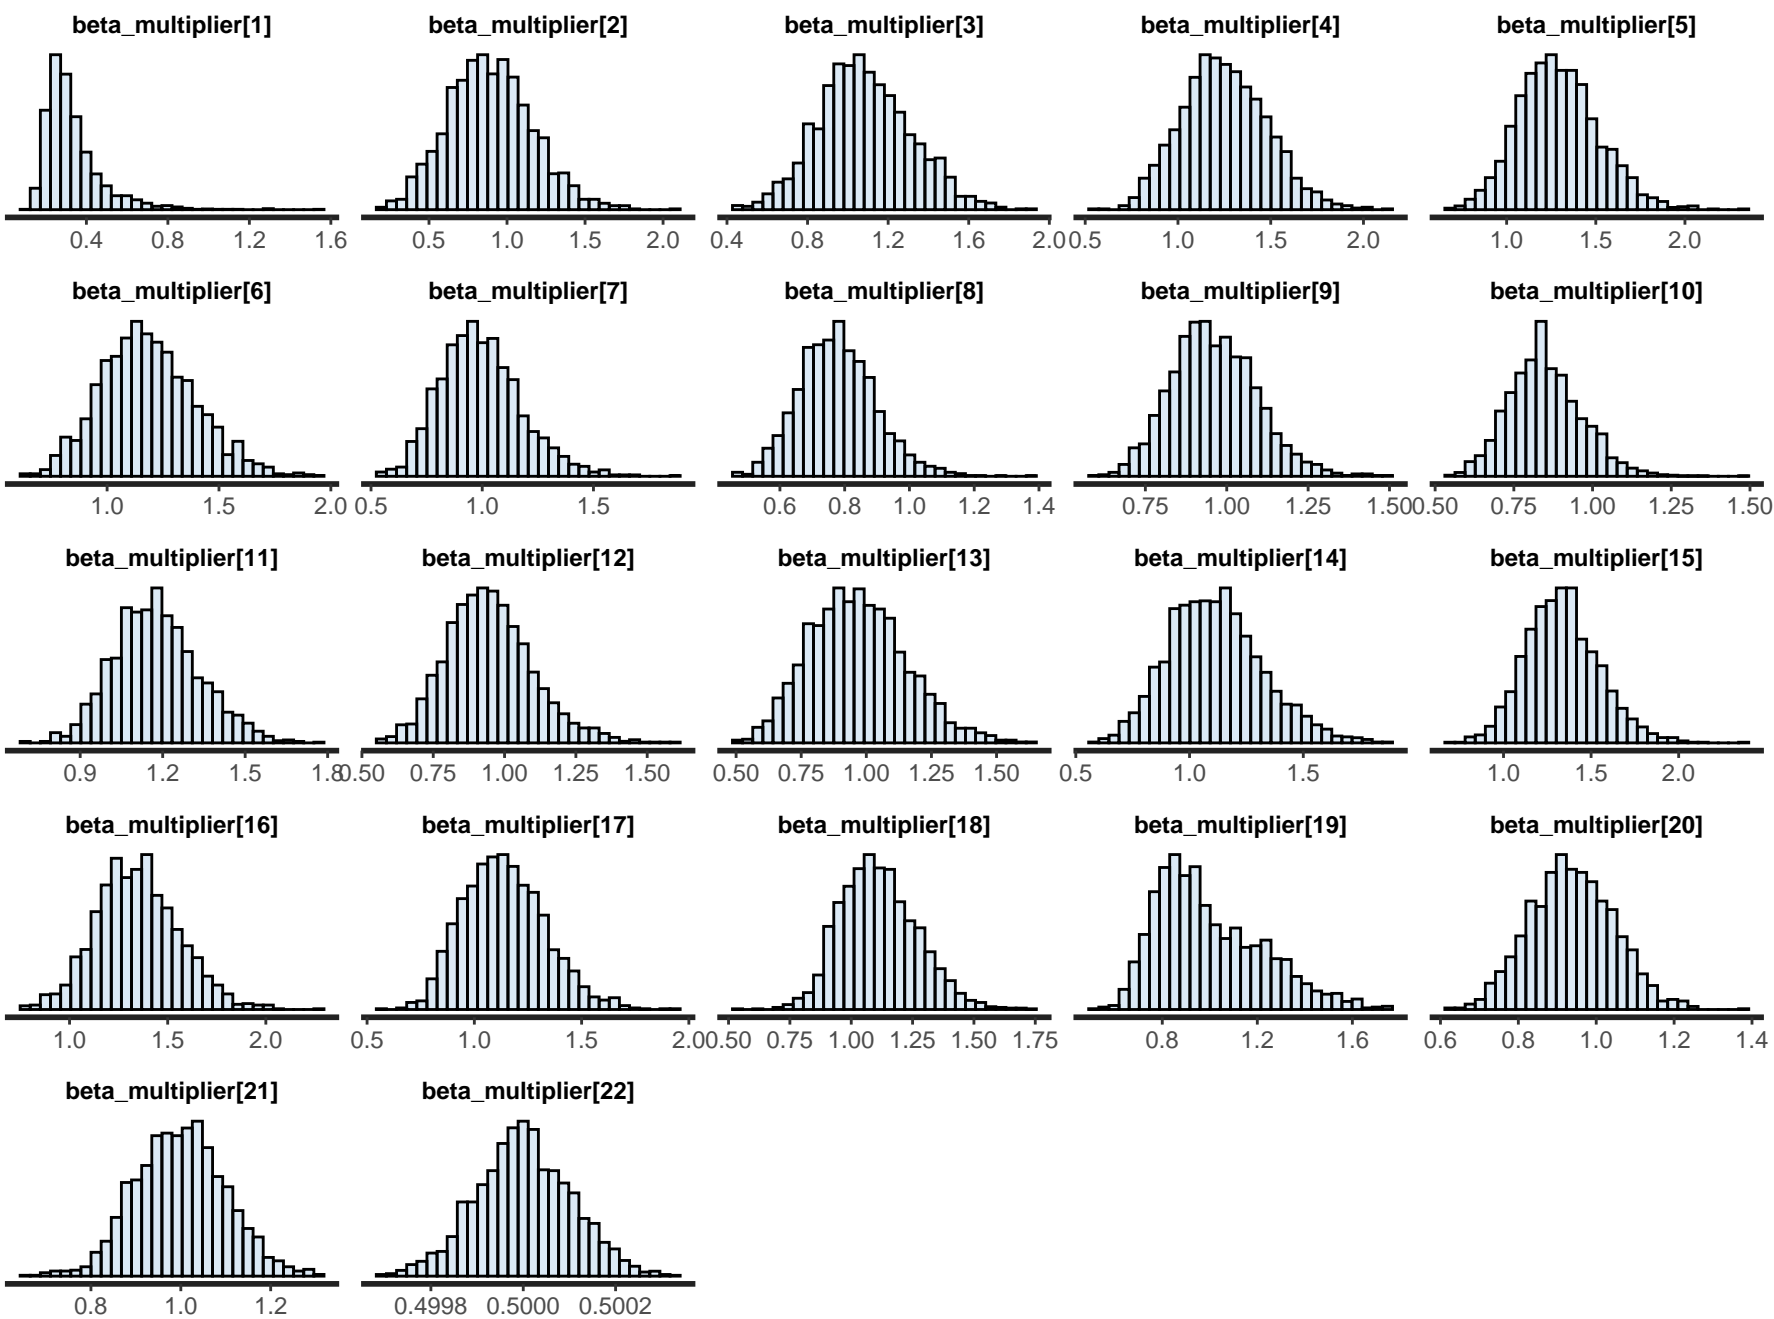 beta_multiplier[1] beta_multiplier[2] beta_multiplier[3] beta_multiplier[4] beta_multiplier[5]
0.4 0.8 1.2 1.6 0.5 1.0 1.5 2.0 0.4 0.8 1.2 1.6 2.0 0.5 1.0 1.5 2.0 1.0 1.5 2.0
beta_multiplier[6] beta_multiplier[7] beta_multiplier[8] beta_multiplier[9] beta_multiplier[10]
1.0 1.5 2.0 0.5 1.0 1.5 0.6 0.8 1.0 1.2 1.4 0.75 1.00 1.25 1.50 0.50 0.75 1.00 1.25 1.50
beta_multiplier[11] beta_multiplier[12] beta_multiplier[13] beta_multiplier[14] beta_multiplier[15]
0.9 1.2 1.5 1.8 0.50 0.75 1.00 1.25 1.50 0.50 0.75 1.00 1.25 1.50 0.5 1.0 1.5 1.0 1.5 2.0
beta_multiplier[16] beta_multiplier[17] beta_multiplier[18] beta_multiplier[19] beta_multiplier[20]
1.0 1.5 2.0 0.5 1.0 1.5 2.0 0.50 0.75 1.00 1.25 1.50 1.75 0.8 1.2 1.6 0.6 0.8 1.0 1.2 1.4
beta_multiplier[21] beta_multiplier[22]
0.8 1.0 1.2 0.4998 0.5000 0.5002